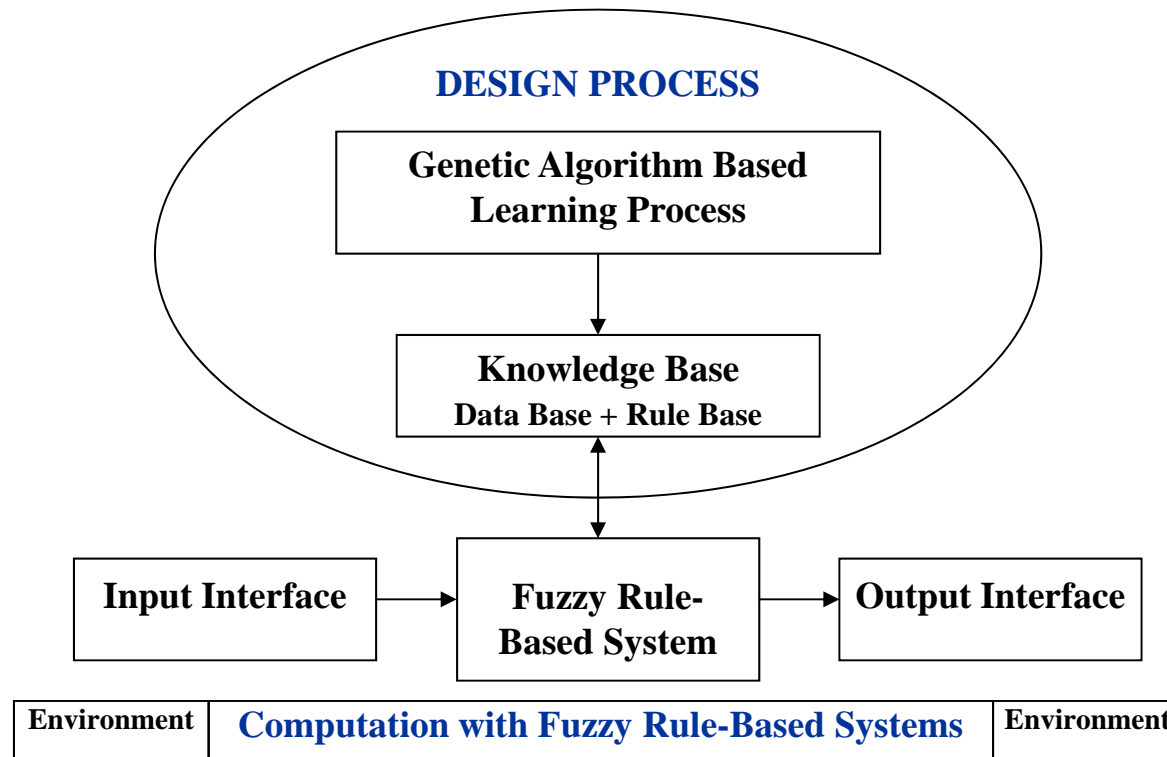 DESIGN PROCESS
Genetic Algorithm Based
Learning Process
Knowledge Base
Data Base + Rule Base
Input Interface
Fuzzy Rule-
Based System
Output Interface
Environment
Computation with Fuzzy Rule-Based Systems
Environment